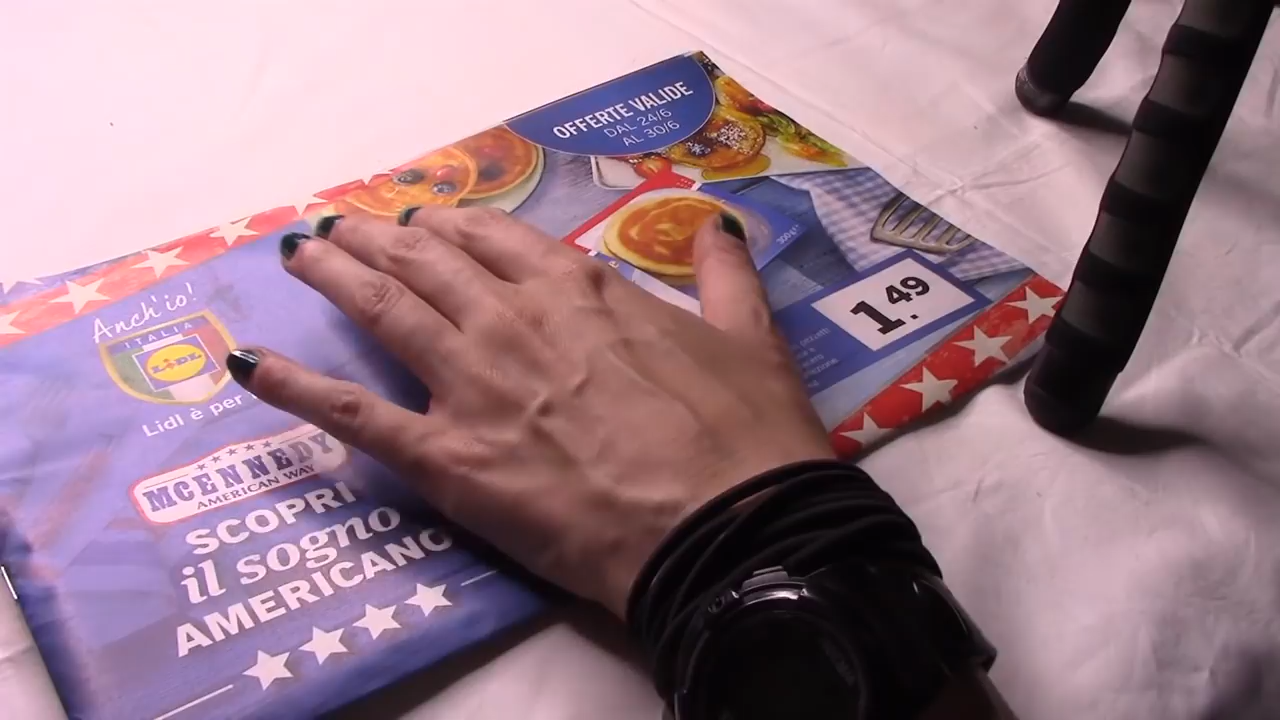 OFFERTE VALIDE
DAL 24/6
AL 30/6
Anch'io!
ITALIA
LIDL
Lidl è per
300 g
1.49
MCENNEDY
AMERICAN WAY
SCOPRI
il sogno
AMERICANO